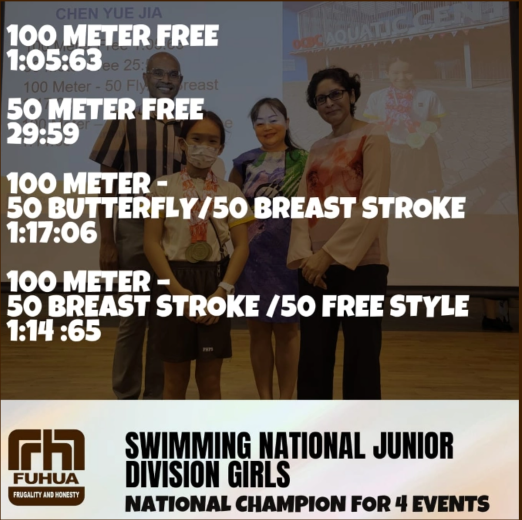 CHEN YUE JIA
100 METER FREE
1:05:63
50 METER FREE
29:59
100 METER -
50 BUTTERFLY/50 BREAST STROKE
1:17:06
100 METER -
50 BREAST STROKE /50 FREE STYLE
1:14 :65
AQUATIC CENT
FUHUA
FRUGALITY AND HONESTY
SWIMMING NATIONAL JUNIOR
DIVISION GIRLS
NATIONAL CHAMPION FOR 4 EVENTS